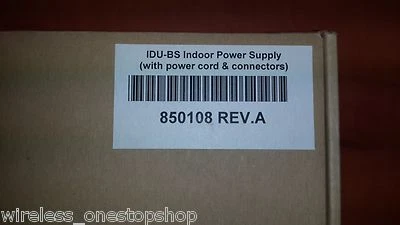 IDU-BS Indoor Power Supply
(with power cord & connectors)
850108 REV.A
wireless_onestopshop